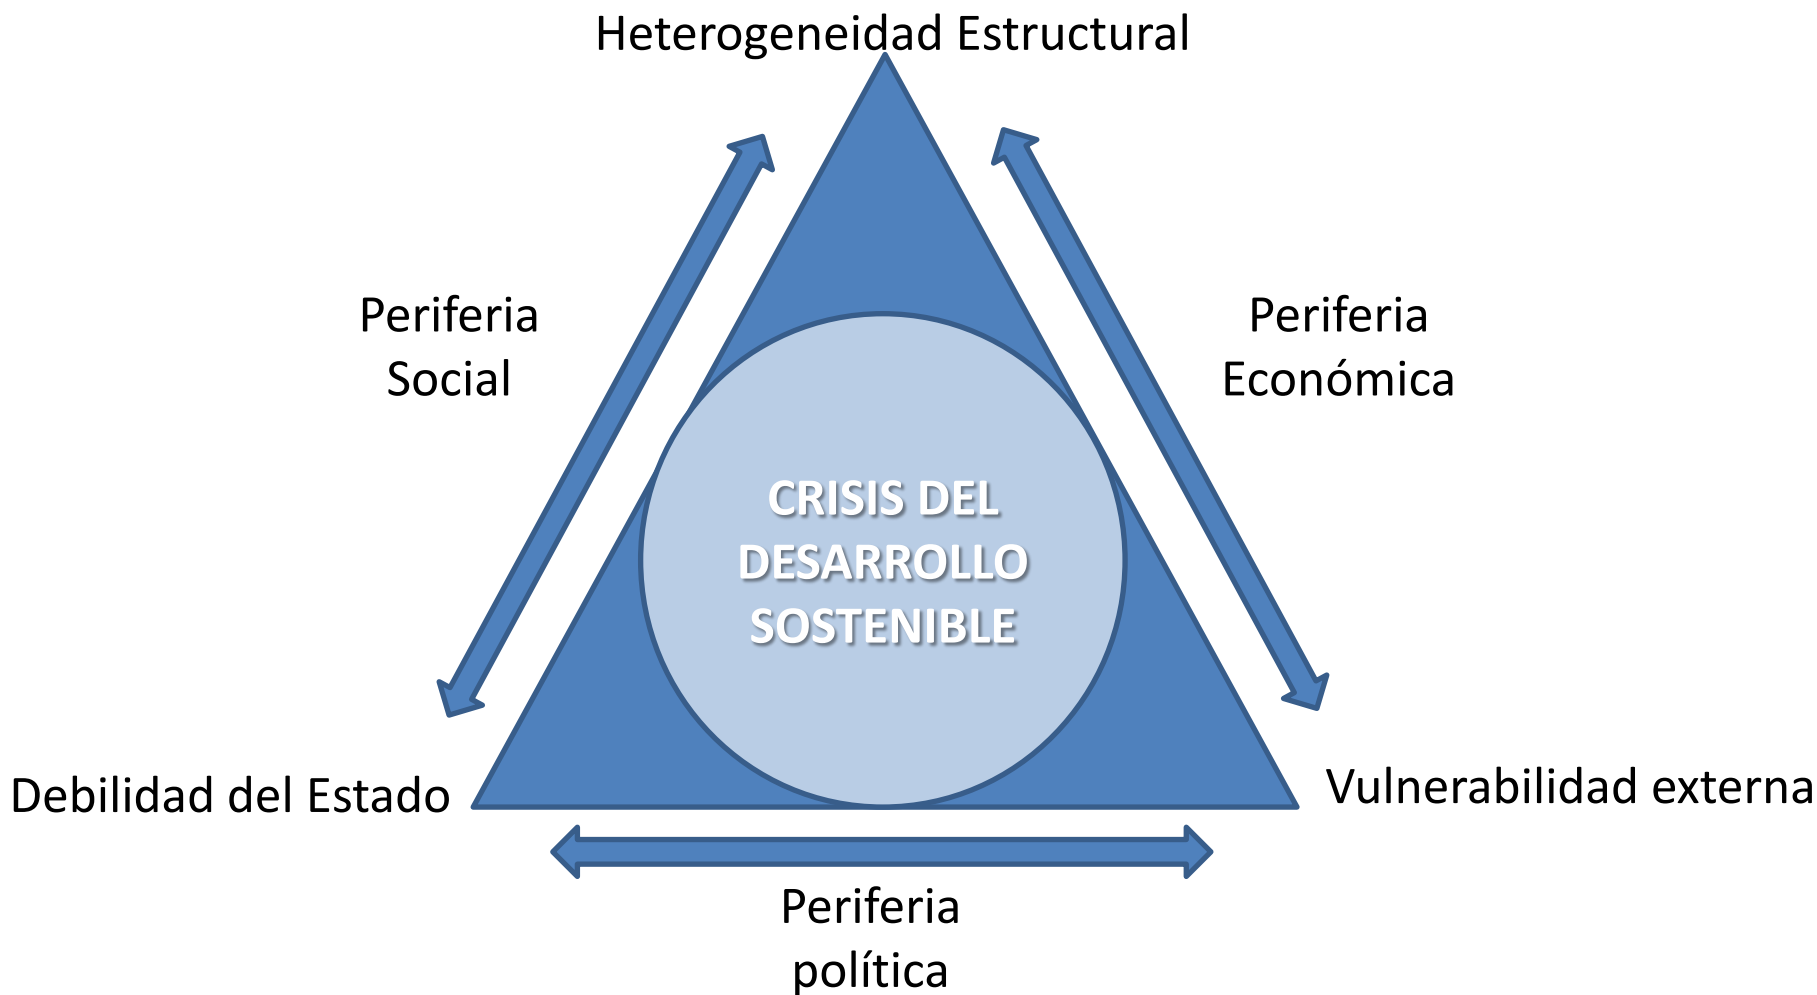 Heterogeneidad Estructural
Periferia
Social
Periferia
Económica
CRISIS DEL
DESARROLLO
SOSTENIBLE
Debilidad del Estado
Vulnerabilidad externa
Periferia
política